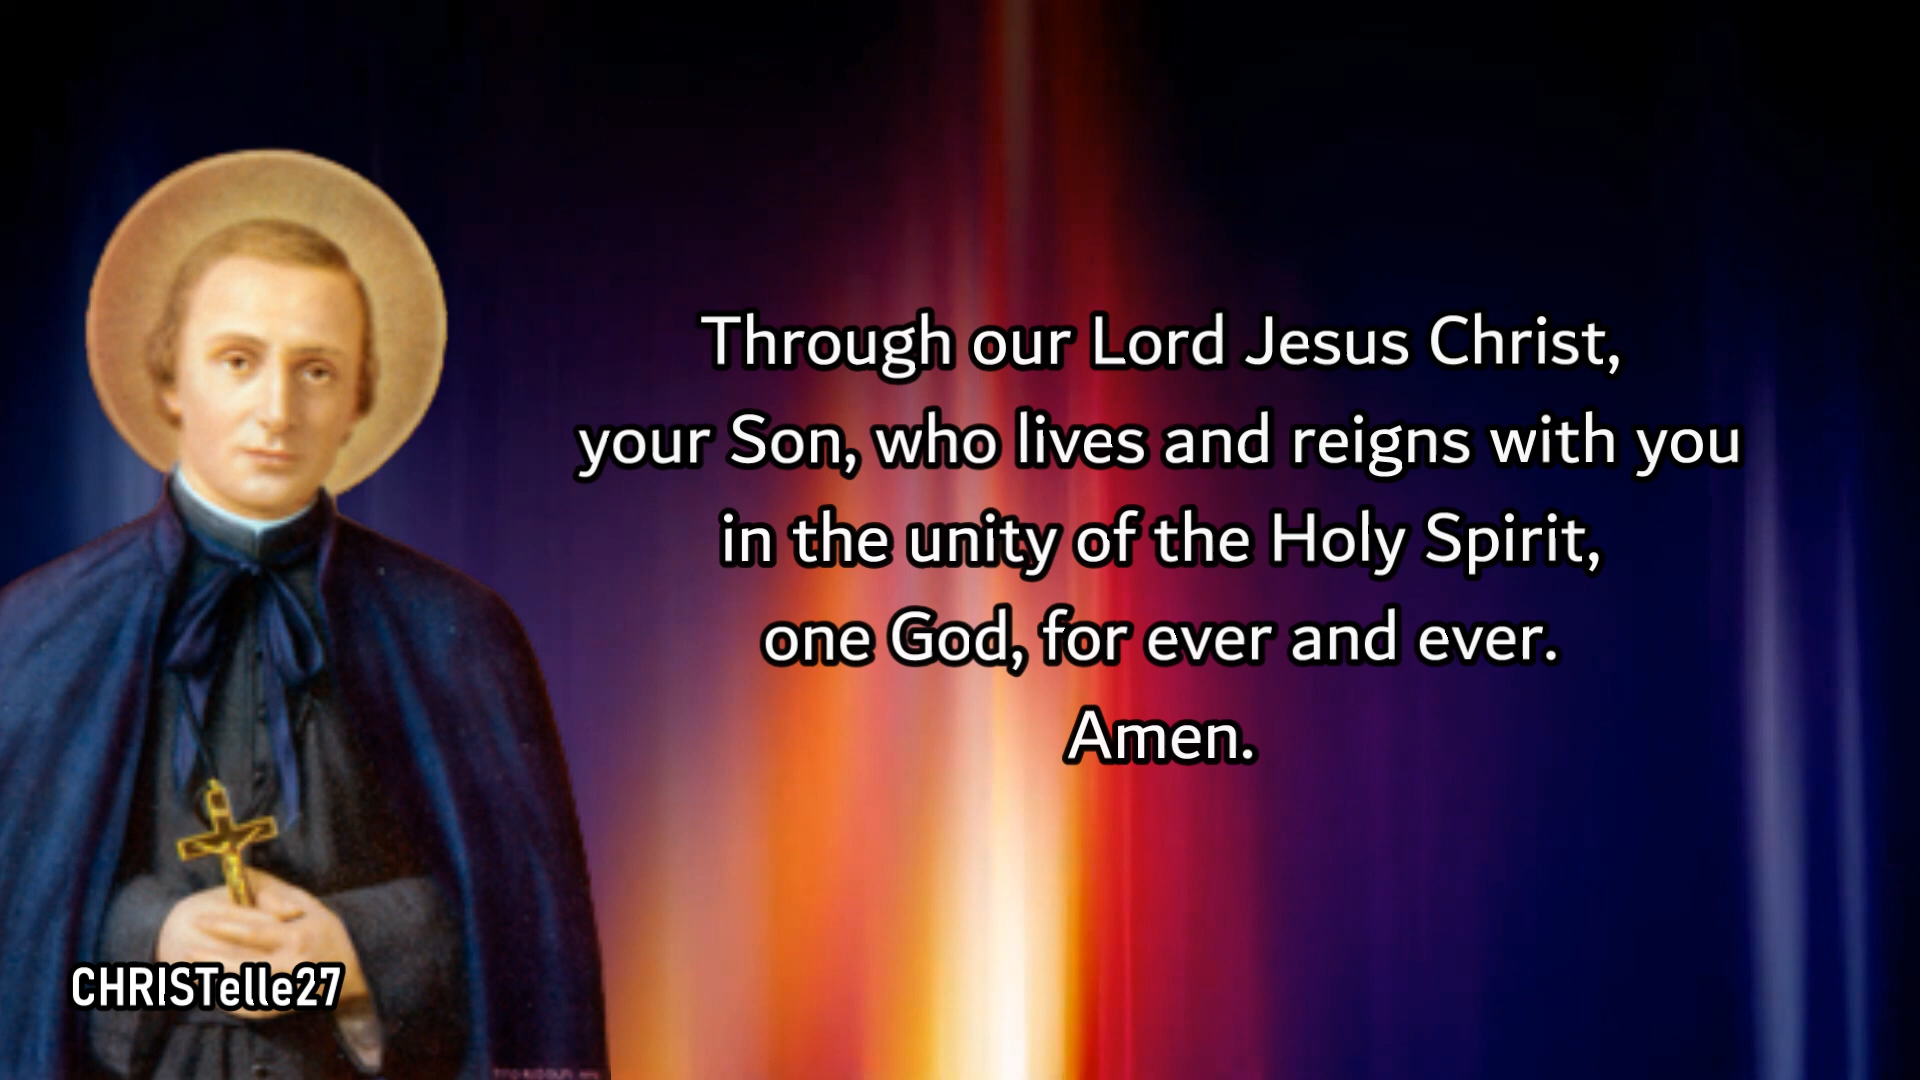 Through our Lord Jesus Christ,
your Son, who lives and reigns with you
in the unity of the Holy Spirit,
one God, for ever and ever.
Amen.
CHRISTelle27